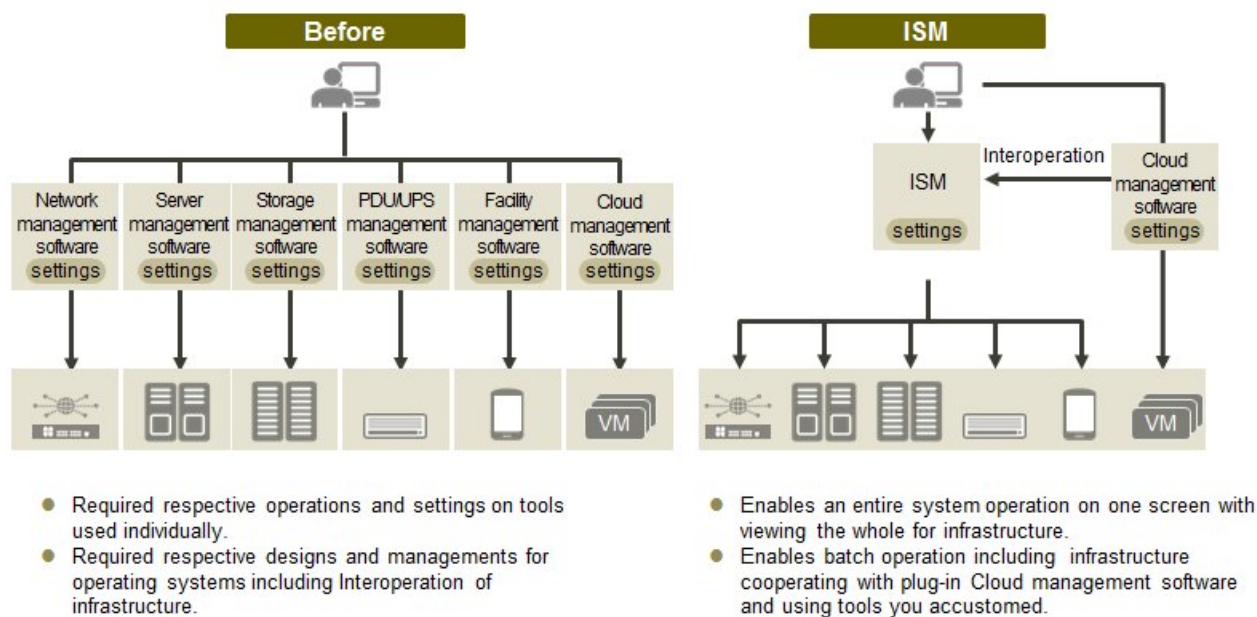 Before
Network
management
software
settings
Server
management
software
settings
Storage
management
software
settings
PDU/UPS
management
software
settings
Facility
management
software
settings
Cloud
management
software
settings
VM
● Required respective operations and settings on tools
used individually.
● Required respective designs and managements for
operating systems including Interoperation of
infrastructure.
ISM
ISM
settings
Interoperation
Cloud
management
software
settings
VM
● Enables an entire system operation on one screen with
viewing the whole for infrastructure.
● Enables batch operation including infrastructure
cooperating with plug-in Cloud management software
and using tools you accustomed.